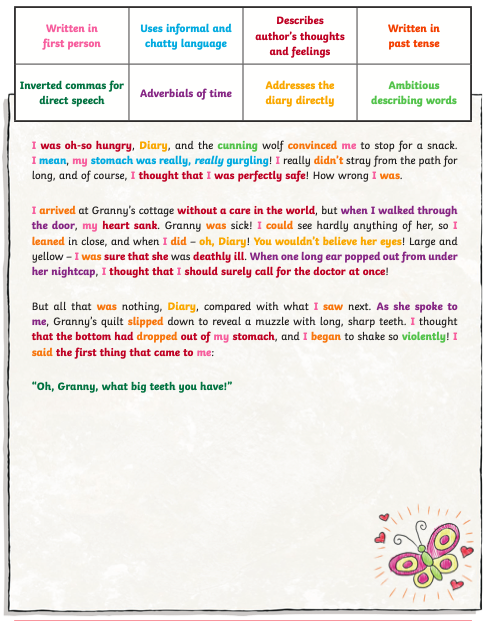 Written in
first person
Uses informal and
chatty language
Describes
author's thoughts
and feelings
Written in
past tense
Inverted commas for
direct speech
Adverbials of time
Addresses the
diary directly
Ambitious
describing words
I was oh-so hungry, Diary, and the cunning wolf convinced me to stop for a snack.
I mean, my stomach was really, really gurgling! I really didn't stray from the path for
long, and of course, I thought that I was perfectly safe! How wrong I was.
I arrived at Granny's cottage without a care in the world, but when I walked through
the door, my heart sank. Granny was sick! I could see hardly anything of her, so I
leaned in close, and when I did – oh, Diary! You wouldn't believe her eyes! Large and
yellow – I was sure that she was deathly ill. When one long ear popped out from under
her nightcap, I thought that I should surely call for the doctor at once!
But all that was nothing, Diary, compared with what I saw next. As she spoke to
me, Granny's quilt slipped down to reveal a muzzle with long, sharp teeth. I thought
that the bottom had dropped out of my stomach, and I began to shake so violently! I
said the first thing that came to me:
“Oh, Granny, what big teeth you have!”